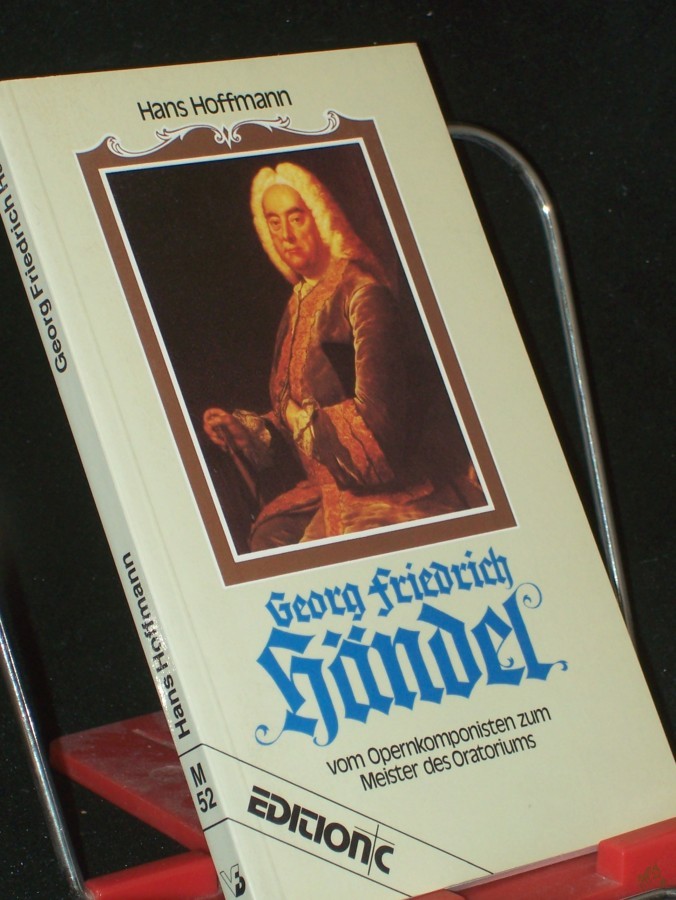 Hans Hoffmann
Georg Friedrich
Händel
vom Opernkomponisten zum
Meister des Oratoriums
EDITION C
Georg Friedrich
Hans Hoffmann
M
52